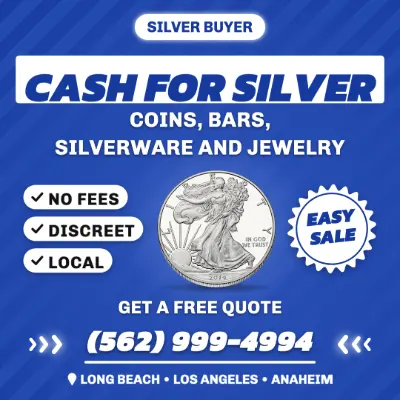 SILVER BUYER
CASH FOR SILVER
COINS, BARS,
SILVERWARE AND JEWELRY
NO FEES
DISCREET
LOCAL
LIBERTY
IN GOD
WE TRUST
EASY
SALE
GET A FREE QUOTE
(562) 999-4994
LONG BEACH • LOS ANGELES • ANAHEIM